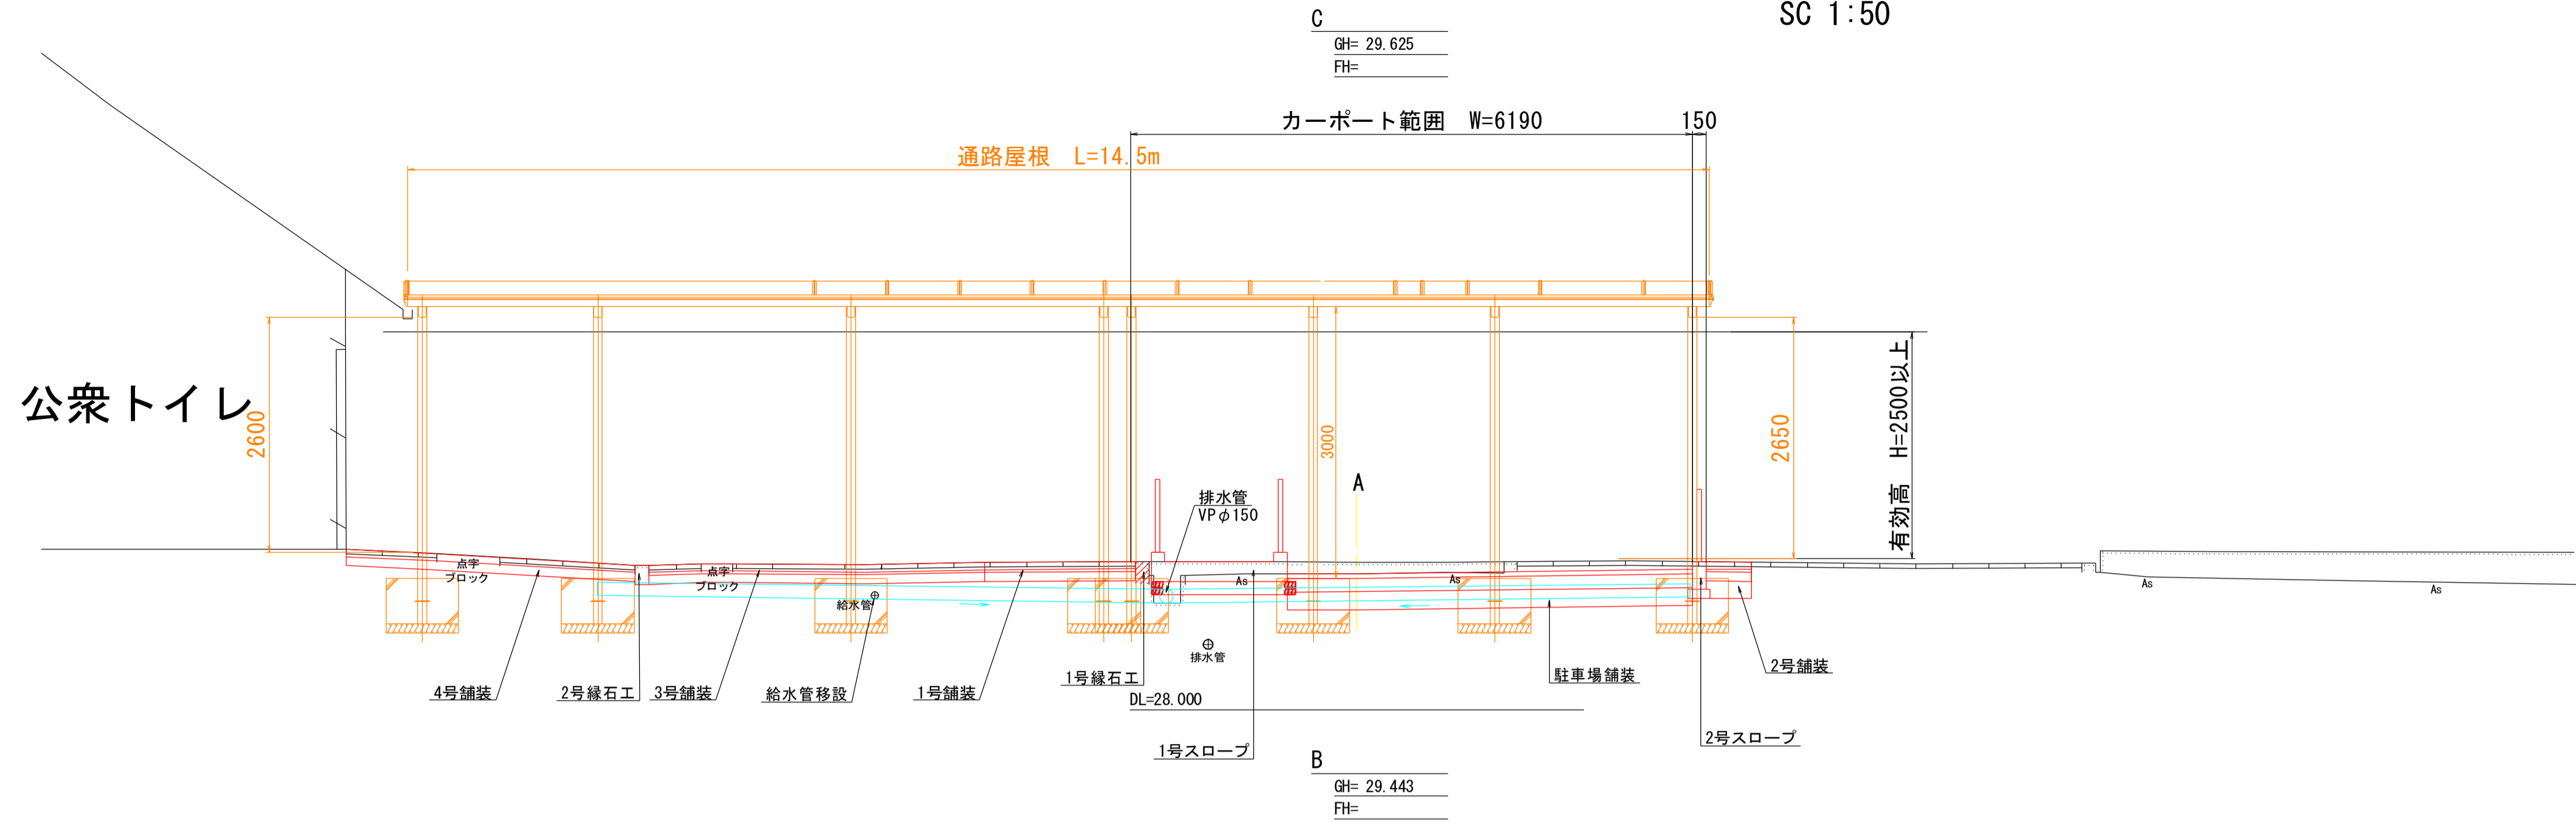 SC 1:50
C
GH= 29.625
FH=
カーポート範囲 W=6190
150
通路屋根 L=14.5m
公衆トイレ
2600
3000
2650
有効高 H=2500以上
A
排水管
VPφ150
点字
ブロック
点字
ブロック
給水管
As
As
As
As
排水管
4号舗装
2号縁石工
3号舗装
給水管移設
1号舗装
1号縁石工
駐車場舗装
2号舗装
DL=28.000
1号スロープ
2号スロープ
B
GH= 29.443
FH=